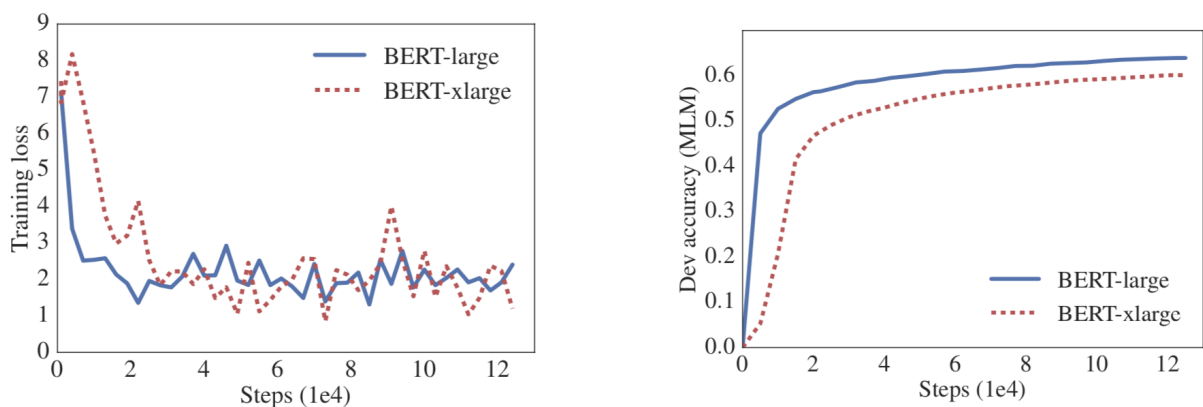 9
8
7
6
5
4
3
2
1
0
Training loss
BERT-large
BERT-xlarge
0 2 4 6 8 10 12
Steps (1e4)
0.6
0.5
0.4
0.3
0.2
0.1
0.0
Dev accuracy (MLM)
BERT-large
BERT-xlarge
0 2 4 6 8 10 12
Steps (1e4)